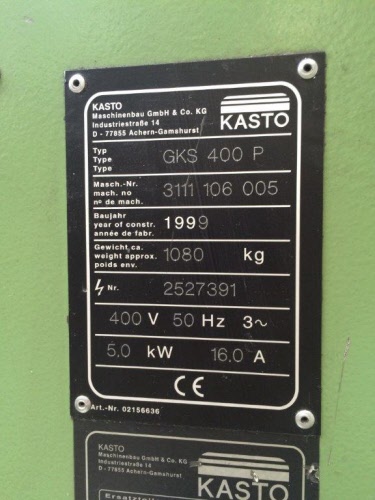 KASTO
Maschinenbau GmbH & Co. KG
Industriestraße 14
D - 77855 Achern-Gamshurst
KASTO
Typ
Type
Type
GKS 400 P
Masch.-Nr.
mach. no
nº de mach.
3111 106 005
Baujahr
year of constr.
année de fabr.
1999
Gewicht,ca.
weight approx.
poids env.
1080 kg
Nr. 2527391
400 V 50 Hz 3~
5.0 kW 16.0 A
CE
Art.-Nr. 02156636
KASTO
Maschinenbau GmbH & Co. KG
Industriestraße 14
D - 77855 Achern-Gamshurst
KASTO